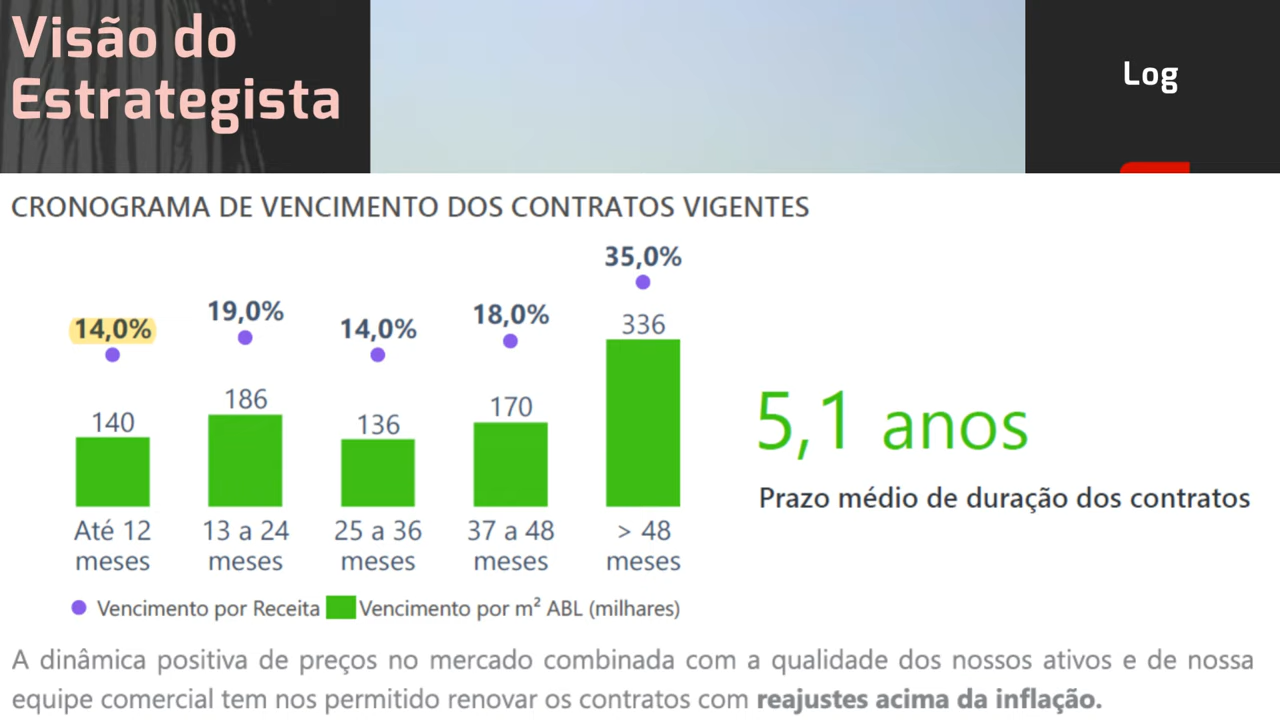 Visão do
Estrategista
Log
CRONOGRAMA DE VENCIMENTO DOS CONTRATOS VIGENTES
14,0%
19,0%
14,0%
18,0%
35,0%
140
186
136
170
336
Até 12
meses
13 a 24
meses
25 a 36
meses
37 a 48
meses
> 48
meses
Vencimento por Receita
Vencimento por m² ABL (milhares)
5,1 anos
Prazo médio de duração dos contratos
A dinâmica positiva de preços no mercado combinada com a qualidade dos nossos ativos e de nossa
equipe comercial tem nos permitido renovar os contratos com reajustes acima da inflação.